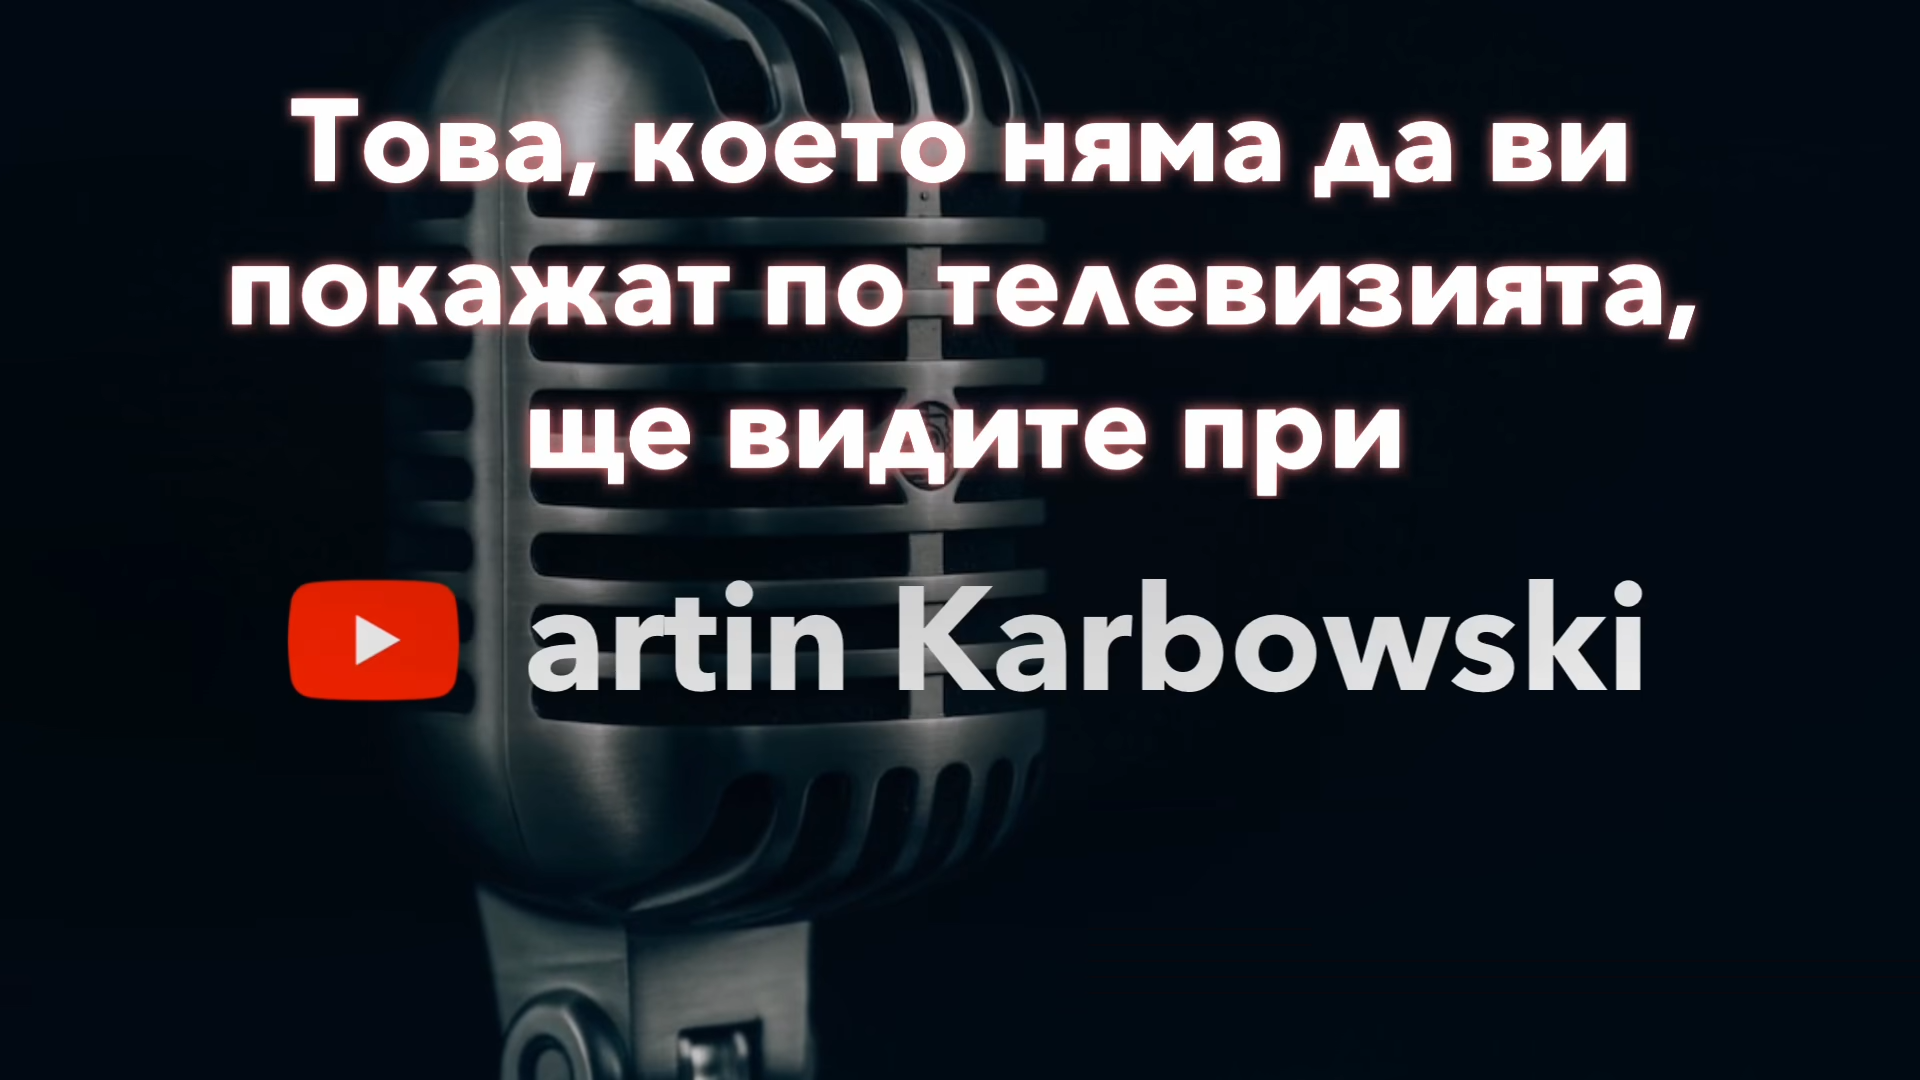 Това, което няма да ви
покажат по телевизията,
ще видите при
artin Karbowski